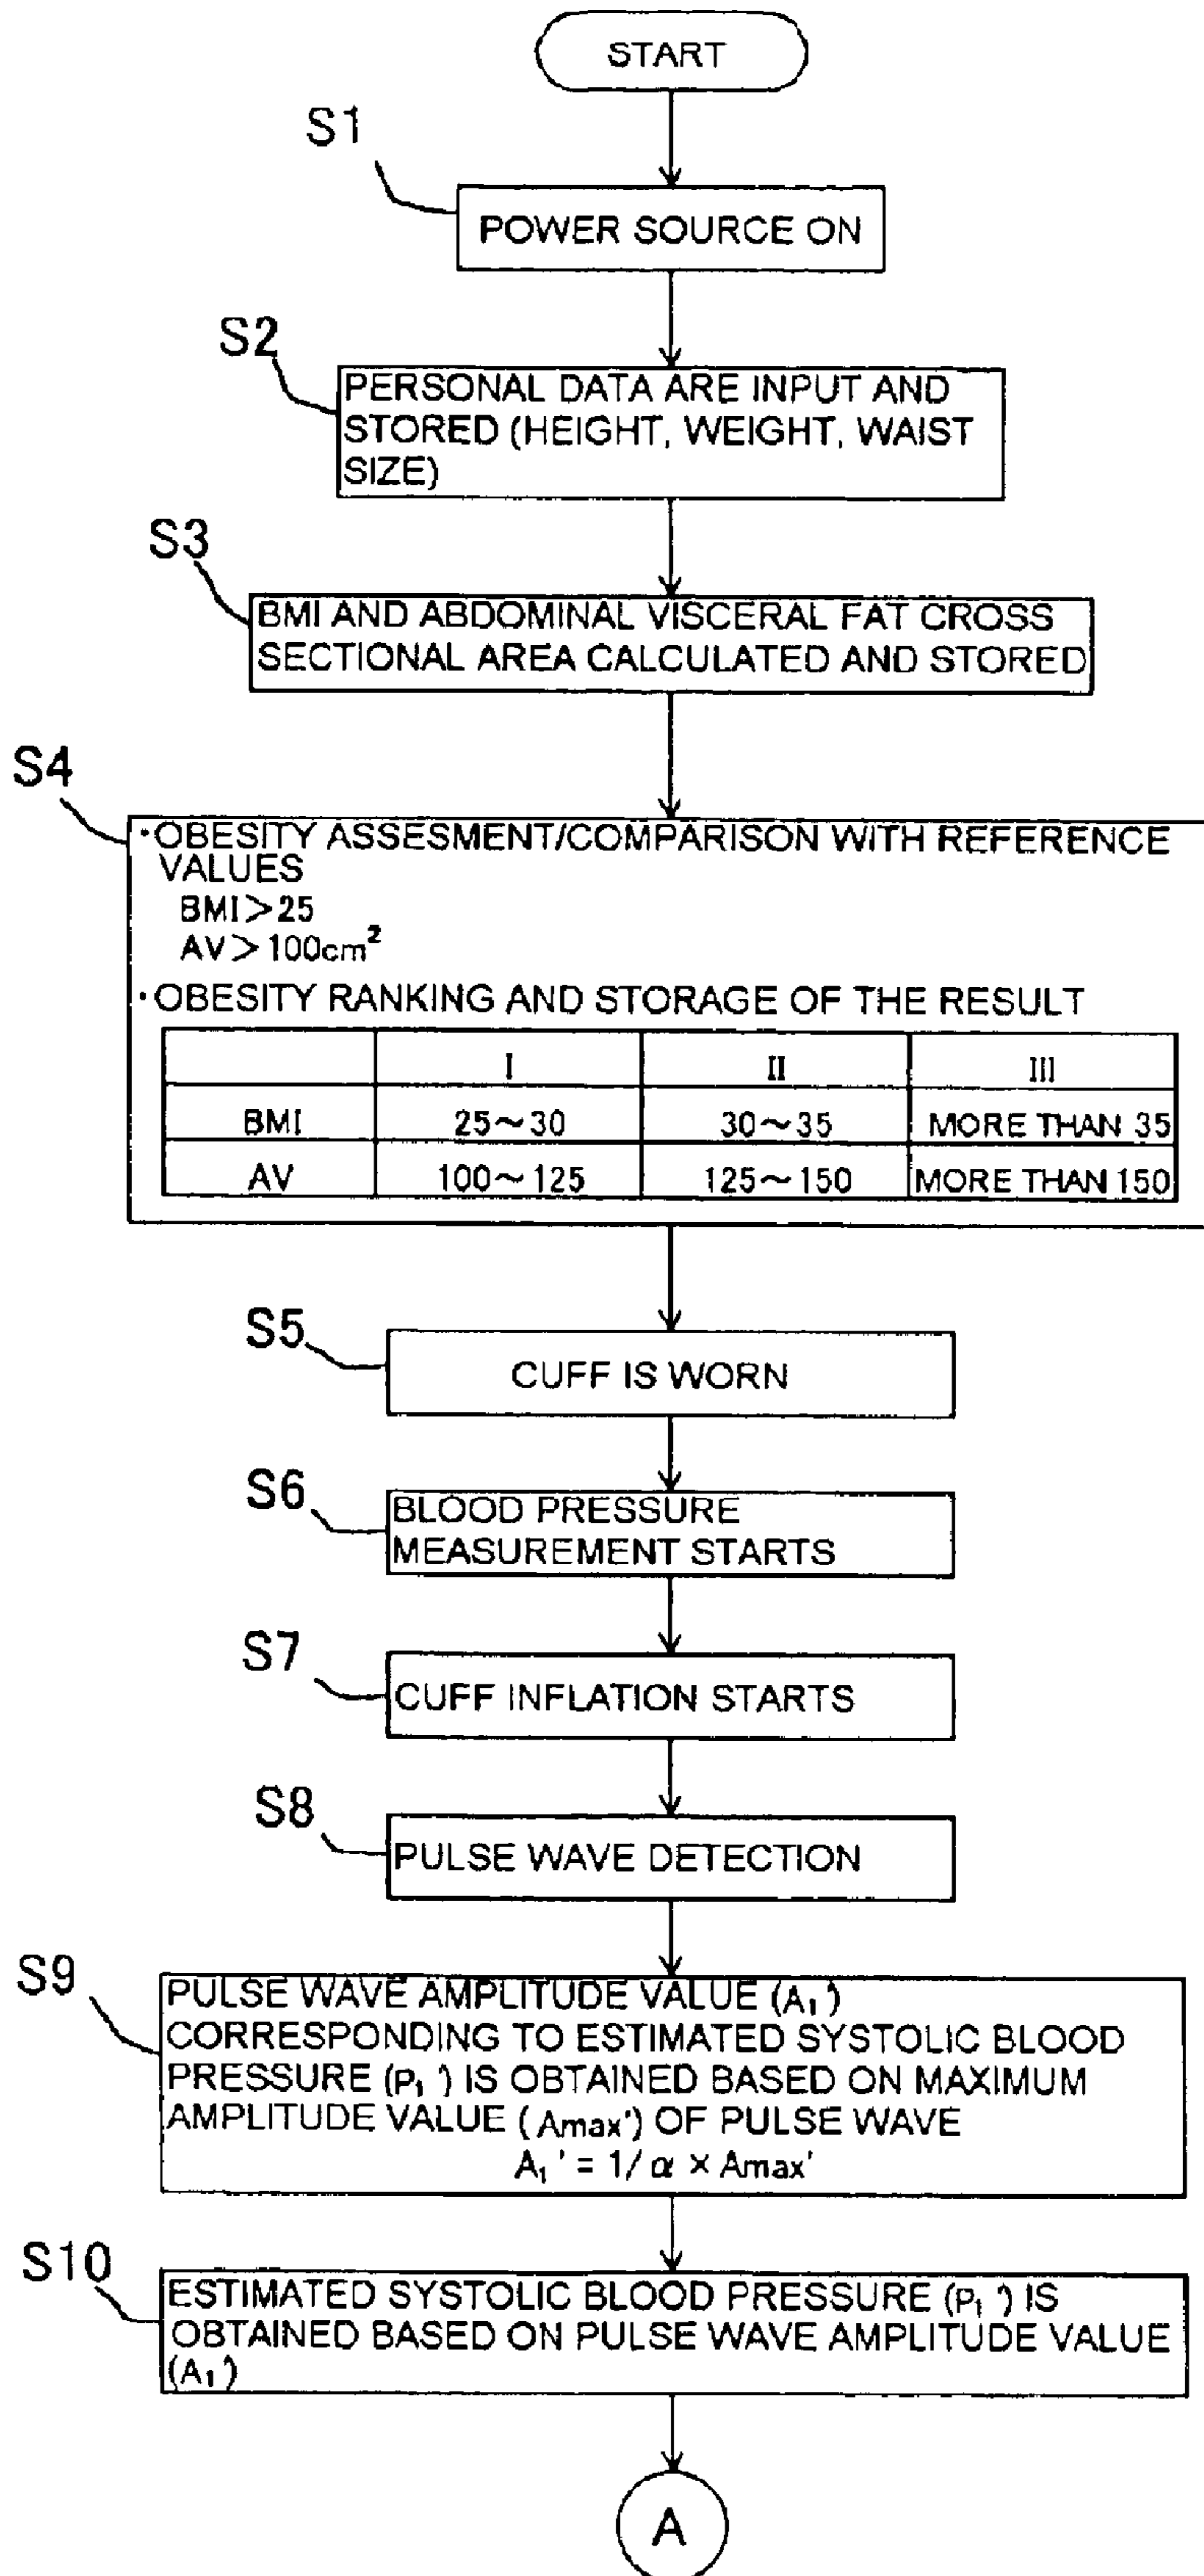 START
S1
POWER SOURCE ON
S2
PERSONAL DATA ARE INPUT AND
STORED (HEIGHT, WEIGHT, WAIST
SIZE)
S3
BMI AND ABDOMINAL VISCERAL FAT CROSS
SECTIONAL AREA CALCULATED AND STORED
S4
・OBESITY ASSESMENT/COMPARISON WITH REFERENCE
VALUES
BMI>25
AV>100cm²
・OBESITY RANKING AND STORAGE OF THE RESULT
I II III
BMI 25~30 30~35 MORE THAN 35
AV 100~125 125~150 MORE THAN 150
S5
CUFF IS WORN
S6
BLOOD PRESSURE
MEASUREMENT STARTS
S7
CUFF INFLATION STARTS
S8
PULSE WAVE DETECTION
S9
PULSE WAVE AMPLITUDE VALUE (A₁')
CORRESPONDING TO ESTIMATED SYSTOLIC BLOOD
PRESSURE (P₁') IS OBTAINED BASED ON MAXIMUM
AMPLITUDE VALUE (Amax') OF PULSE WAVE
A₁' = 1/α × Amax'
S10
ESTIMATED SYSTOLIC BLOOD PRESSURE (P₁') IS
OBTAINED BASED ON PULSE WAVE AMPLITUDE VALUE
(A₁')
A